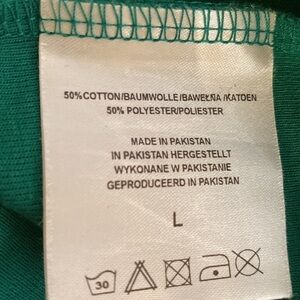 50%COTTON/BAUMWOLLE/BAWEŁNA/KATOEN
50% POLYESTER/POLIESTER
MADE IN PAKISTAN
IN PAKISTAN HERGESTELLT
WYKONANE W PAKISTANIE
GEPRODUCEERD IN PAKISTAN
L
30